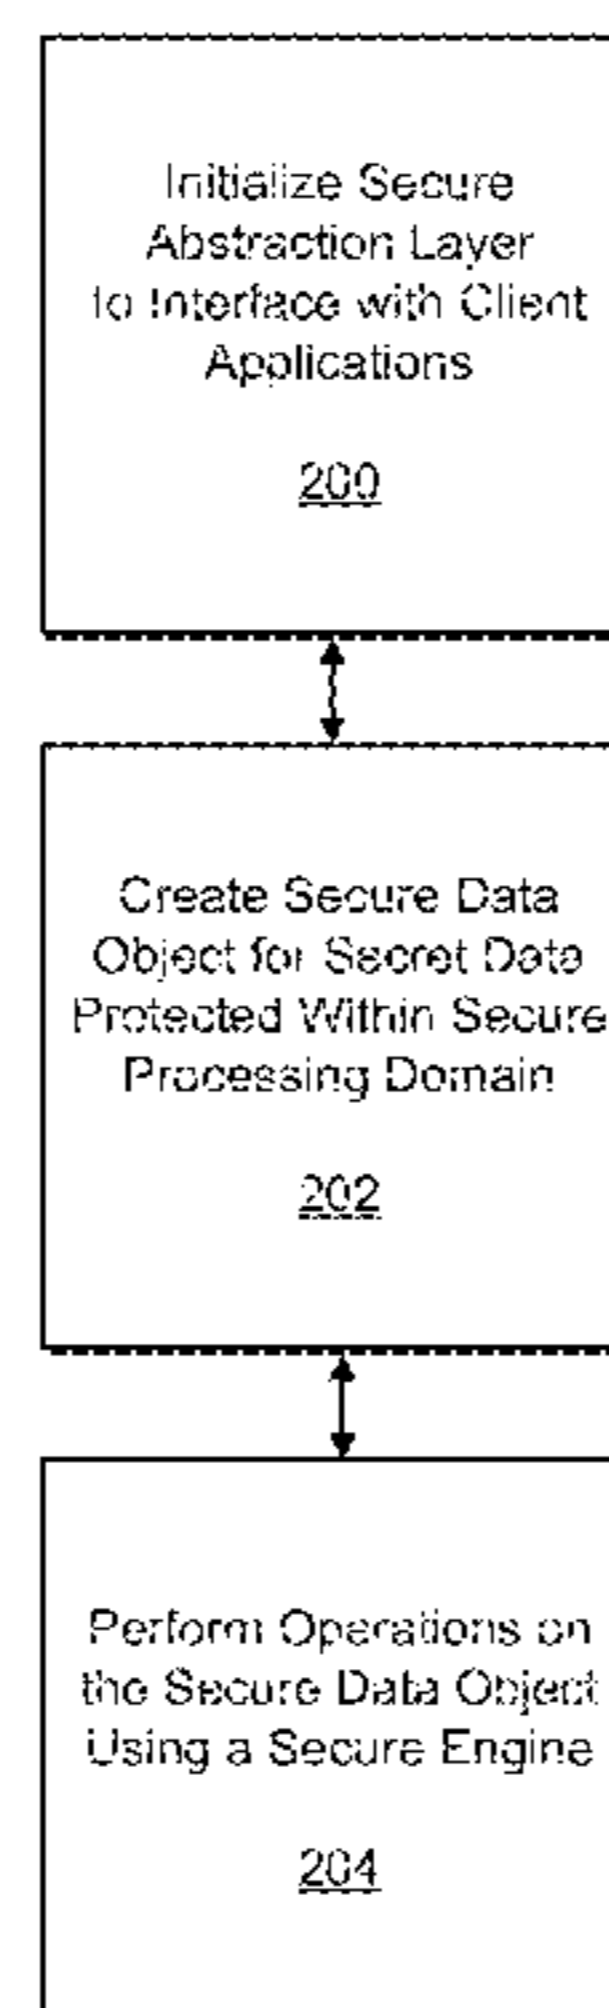 Initialize Secure
Abstraction Layer
to Interface with Client
Applications
200
Create Secure Data
Object for Secret Data
Protected Within Secure
Processing Domain
202
Perform Operations on
the Secure Data Object
Using a Secure Engine
204